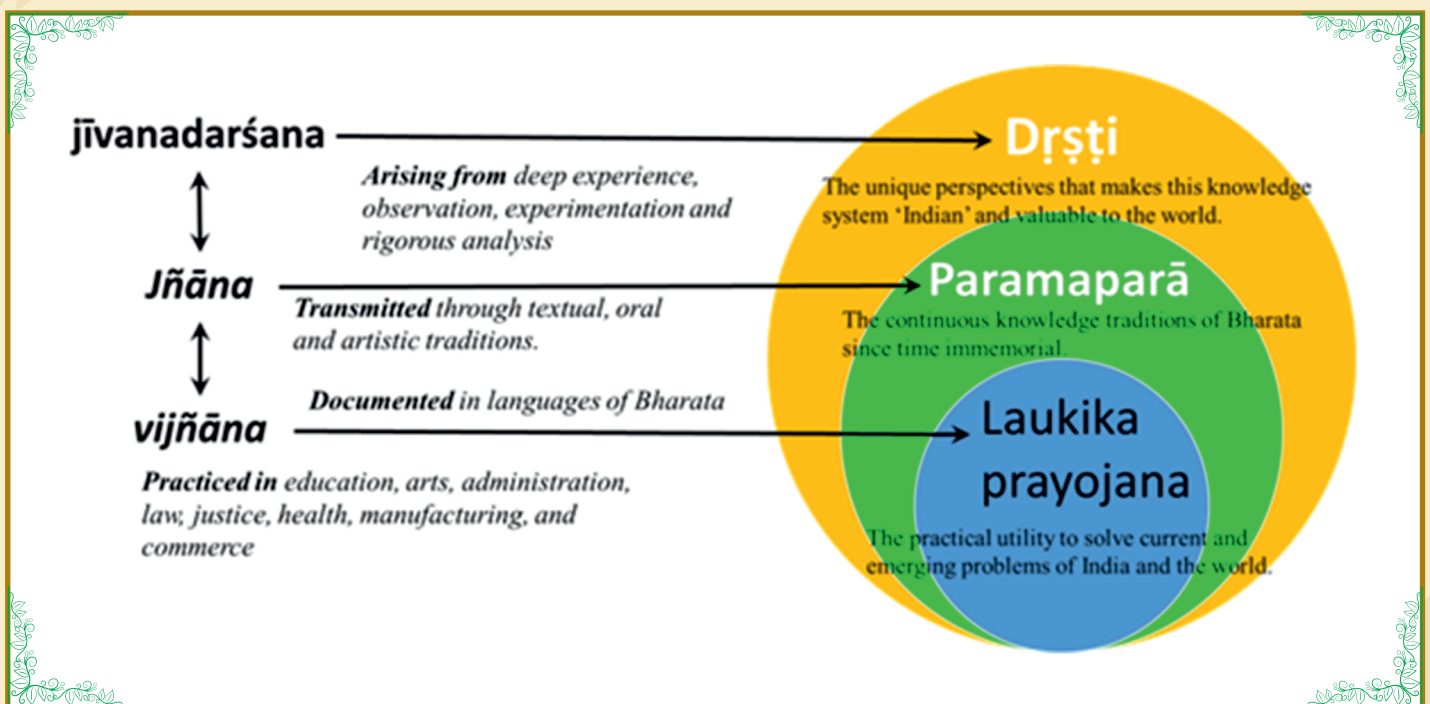 jīvanadarśana
Arising from deep experience,
observation, experimentation and
rigorous analysis
Jñāna
Transmitted through textual, oral
and artistic traditions.
Documented in languages of Bharata
vijñāna
Practiced in education, arts, administration,
law, justice, health, manufacturing, and
commerce
Dṛṣṭi
The unique perspectives that makes this knowledge
system ‘Indian’ and valuable to the world.
Paramaparā
The continuous knowledge traditions of Bharata
since time immemorial.
Laukika
prayojana
The practical utility to solve current and
emerging problems of India and the world.